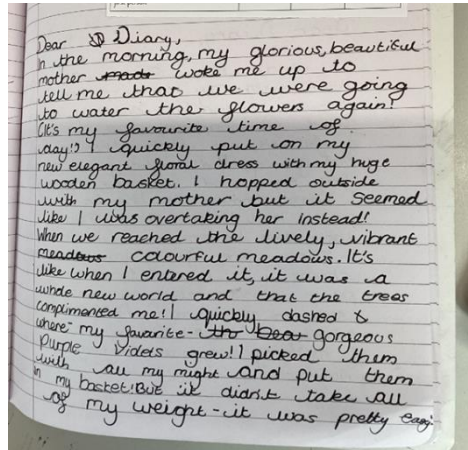 Dear Diary,
In the morning, my glorious, beautiful
mother made woke me up to
tell me that we were going
to water the flowers again!
(It's my favourite time of
day!) I quickly put on my
new elegant floral dress with my huge
wooden basket. I hopped outside
with my mother but it seemed
like I was overtaking her instead!
When we reached the lively, vibrant
meadows colourful meadows. It's
like when I entered it, it was a
whole new world and that the trees
complimented me! I quickly dashed to
where my favourite - the gorgeous
Purple Violets grew! I picked them
with all my might and put them
in my basket! But it didn't take all
of my weight - it was pretty easy.